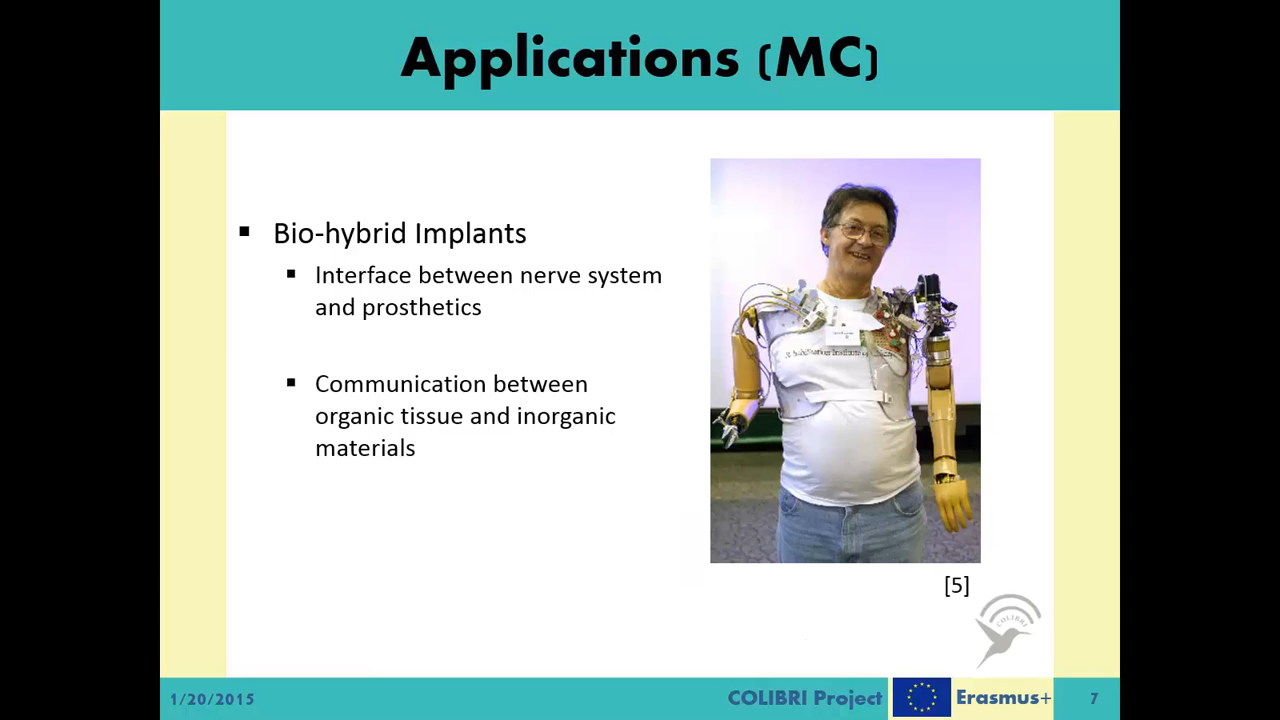 Applications (MC)
Bio-hybrid Implants
Interface between nerve system
and prosthetics
Communication between
organic tissue and inorganic
materials
[5]
COLIBRI
1/20/2015
COLIBRI Project
Erasmus+
7